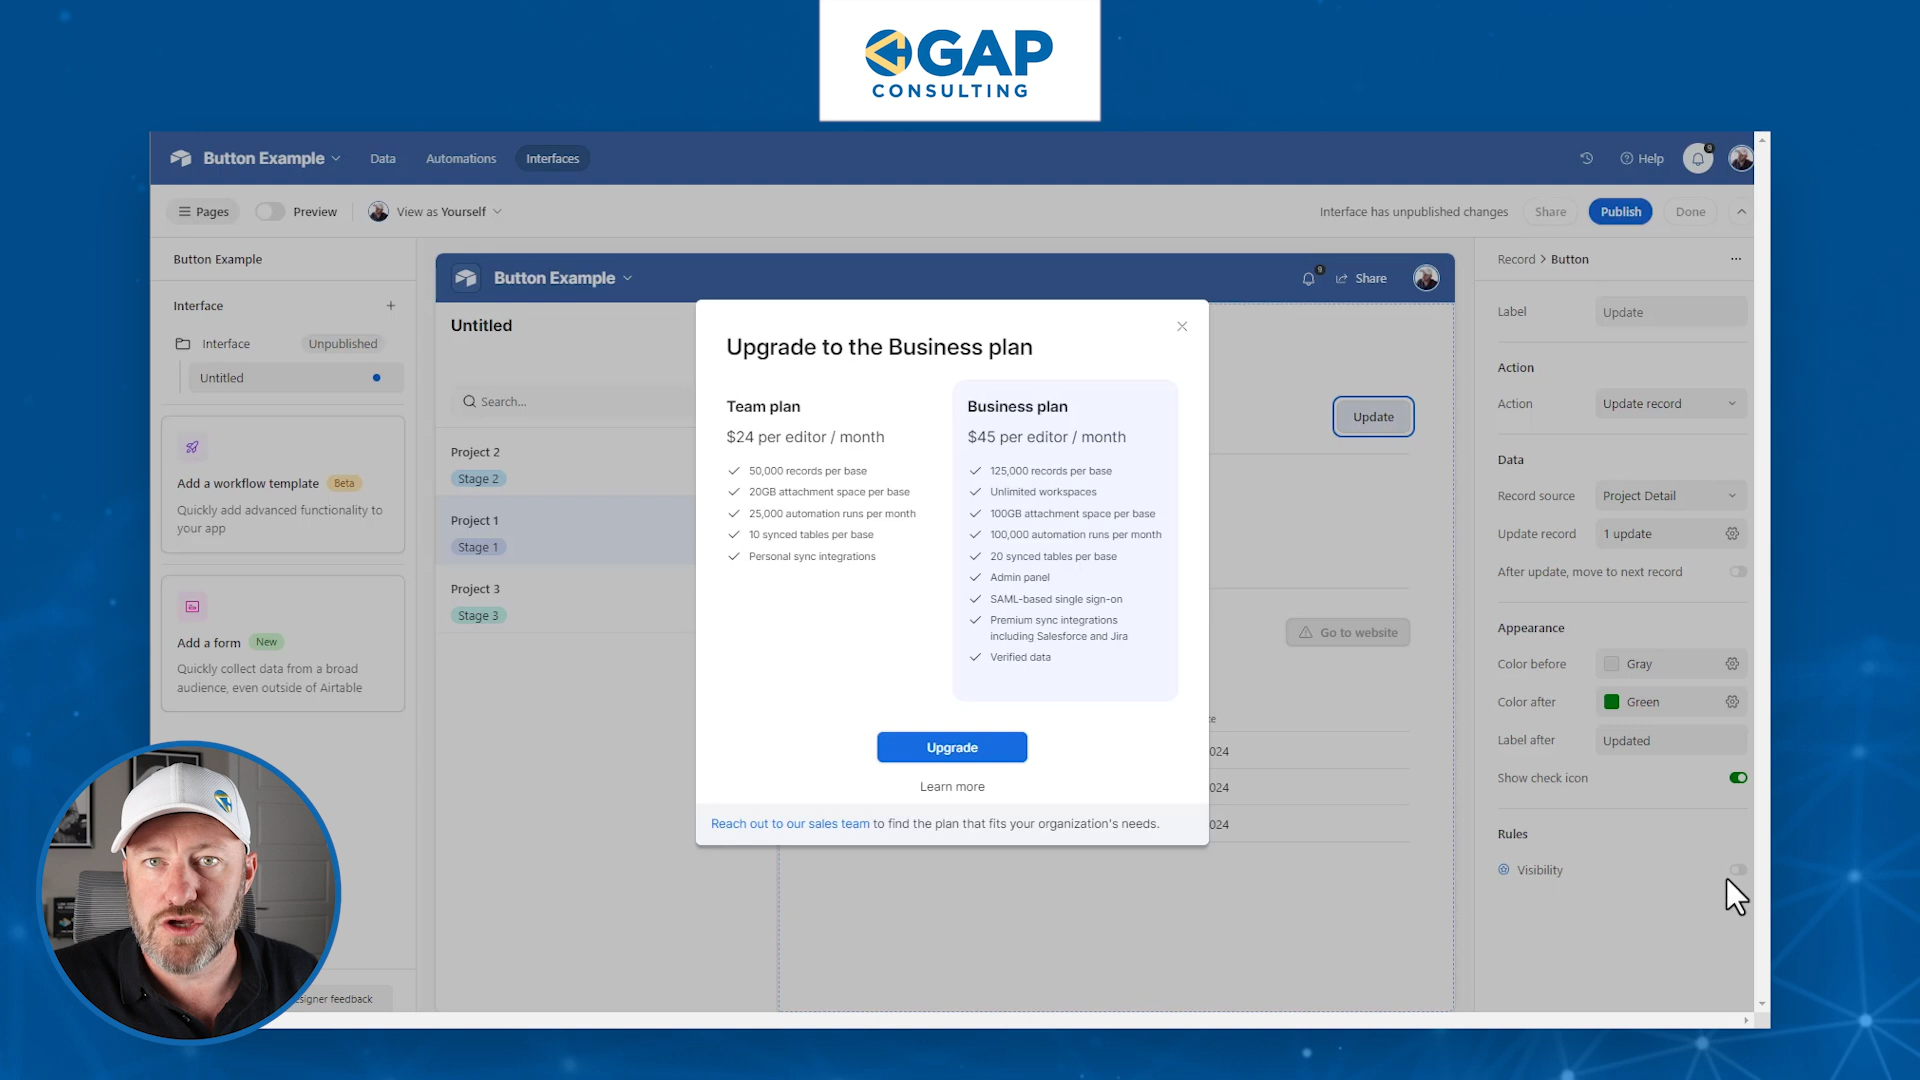 GAP
CONSULTING
Button Example
Data
Automations
Interfaces
Help
9
Pages
Preview
View as Yourself
Interface has unpublished changes
Share
Publish
Done
Button Example
Interface
Interface
Unpublished
Untitled
Add a workflow template
Beta
Quickly add advanced functionality to
your app
Add a form
New
Quickly collect data from a broad
audience, even outside of Airtable
signer feedback
Button Example
9
Share
Untitled
Search...
Project 2
Stage 2
Project 1
Stage 1
Project 3
Stage 3
Update
Go to website
024
024
024
Upgrade to the Business plan
Team plan
$24 per editor / month
50,000 records per base
20GB attachment space per base
25,000 automation runs per month
10 synced tables per base
Personal sync integrations
Business plan
$45 per editor / month
125,000 records per base
Unlimited workspaces
100GB attachment space per base
100,000 automation runs per month
20 synced tables per base
Admin panel
SAML-based single sign-on
Premium sync integrations
including Salesforce and Jira
Verified data
Upgrade
Learn more
Reach out to our sales team to find the plan that fits your organization's needs.
Record > Button
Label
Update
Action
Action
Update record
Data
Record source
Project Detail
Update record
1 update
After update, move to next record
Appearance
Color before
Gray
Color after
Green
Label after
Updated
Show check icon
Rules
Visibility